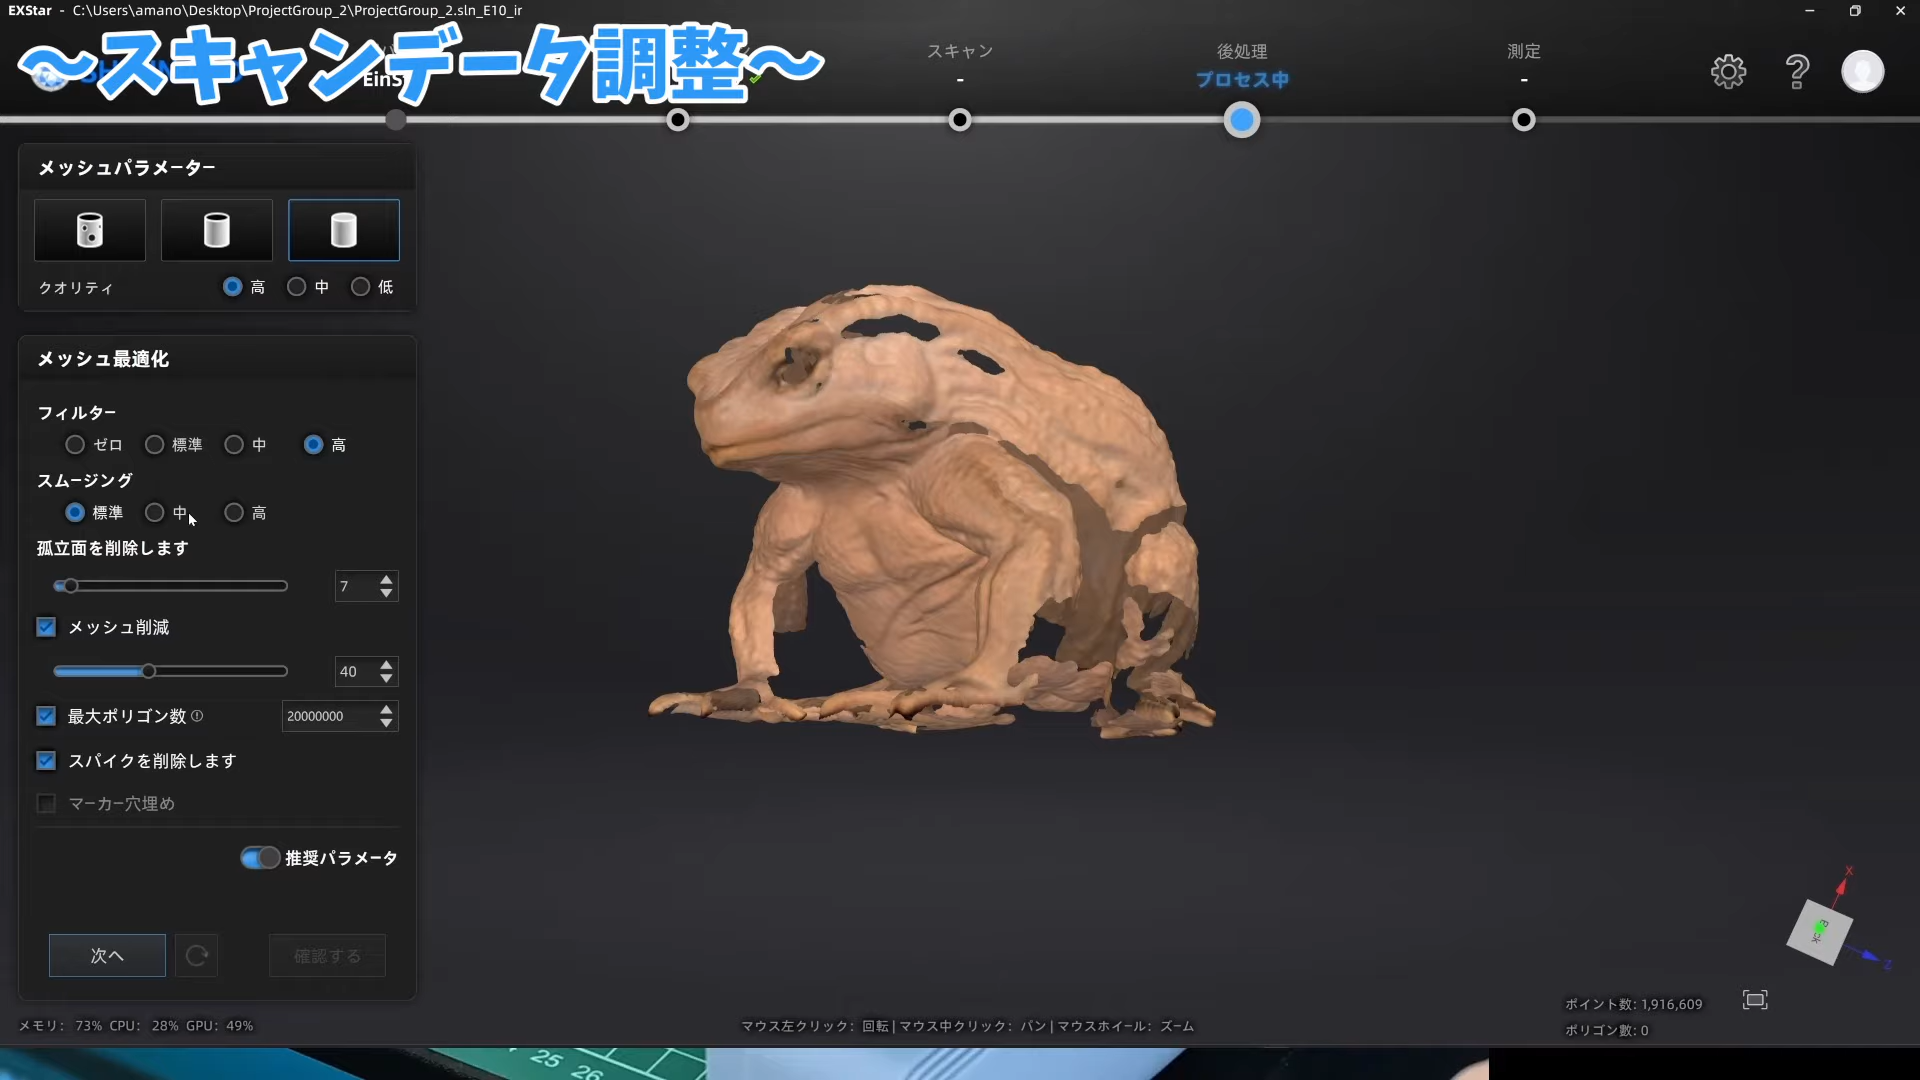 EXStar - C:\Users\amano\Desktop\ProjectGroup_2\ProjectGroup_2.sln_E10_ir
〜スキャンデータ調整〜
スキャン
-
後処理
プロセス中
測定
-
メッシュパラメーター
クオリティ 高 中 低
メッシュ最適化
フィルター
ゼロ 標準 中 高
スムージング
標準 中 高
孤立面を削除します
7
メッシュ削減
40
最大ポリゴン数 20000000
スパイクを削除します
マーカー穴埋め
推奨パラメータ
次へ 確認する
X
Z
ポイント数: 1,916,609
ポリゴン数: 0
メモリ: 73% CPU: 28% GPU: 49%
マウス左クリック: 回転 | マウス中クリック: パン | マウスホイール: ズーム
25
26